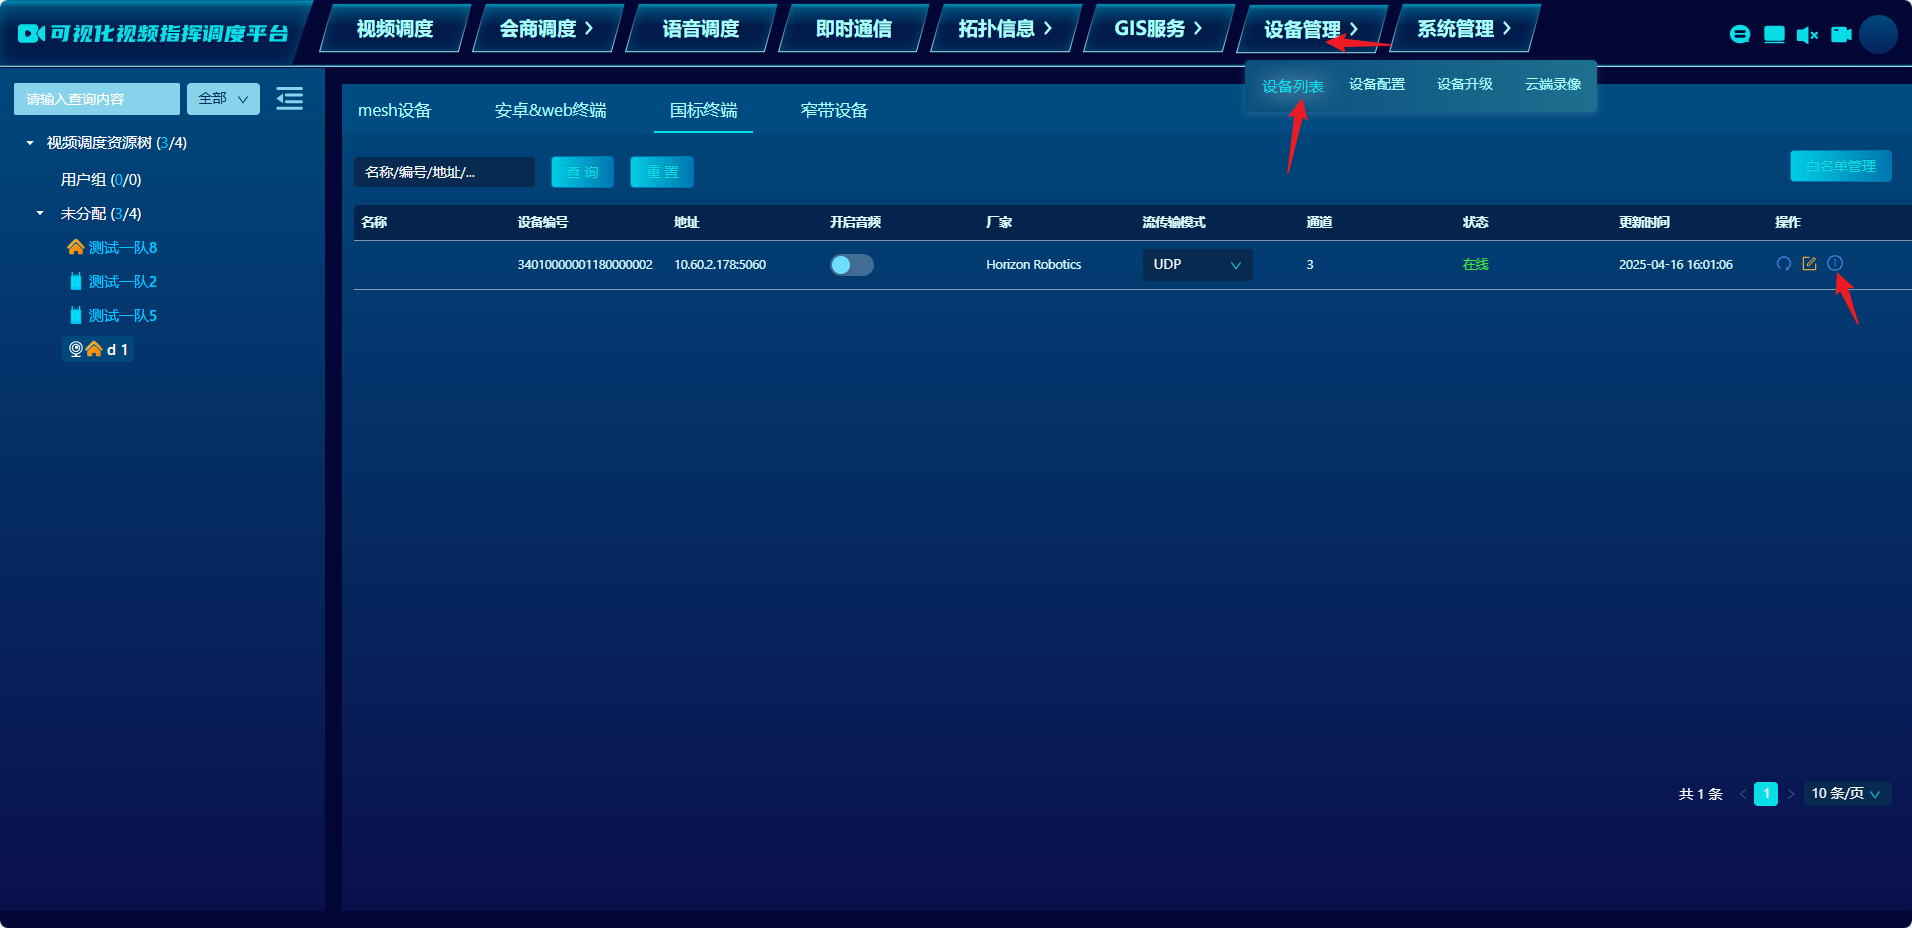 可视化视频指挥调度平台
视频调度 会商调度 语音调度 即时通信 拓扑信息 GIS服务 设备管理 系统管理
设备列表 设备配置 设备升级 云端录像
请输入查询内容 全部
视频调度资源树 (3/4)
用户组 (0/0)
未分配 (3/4)
测试一队8
测试一队2
测试一队5
d 1
mesh设备 安卓&web终端 国标终端 窄带设备
名称/编号/地址/... 查 询 重 置 白名单管理
名称 设备编号 地址 开启音频 厂家 流传输模式 通道 状态 更新时间 操作
34010000001180000002 10.60.2.178:5060 Horizon Robotics UDP 3 在线 2025-04-16 16:01:06
共 1 条 < 1 > 10 条/页